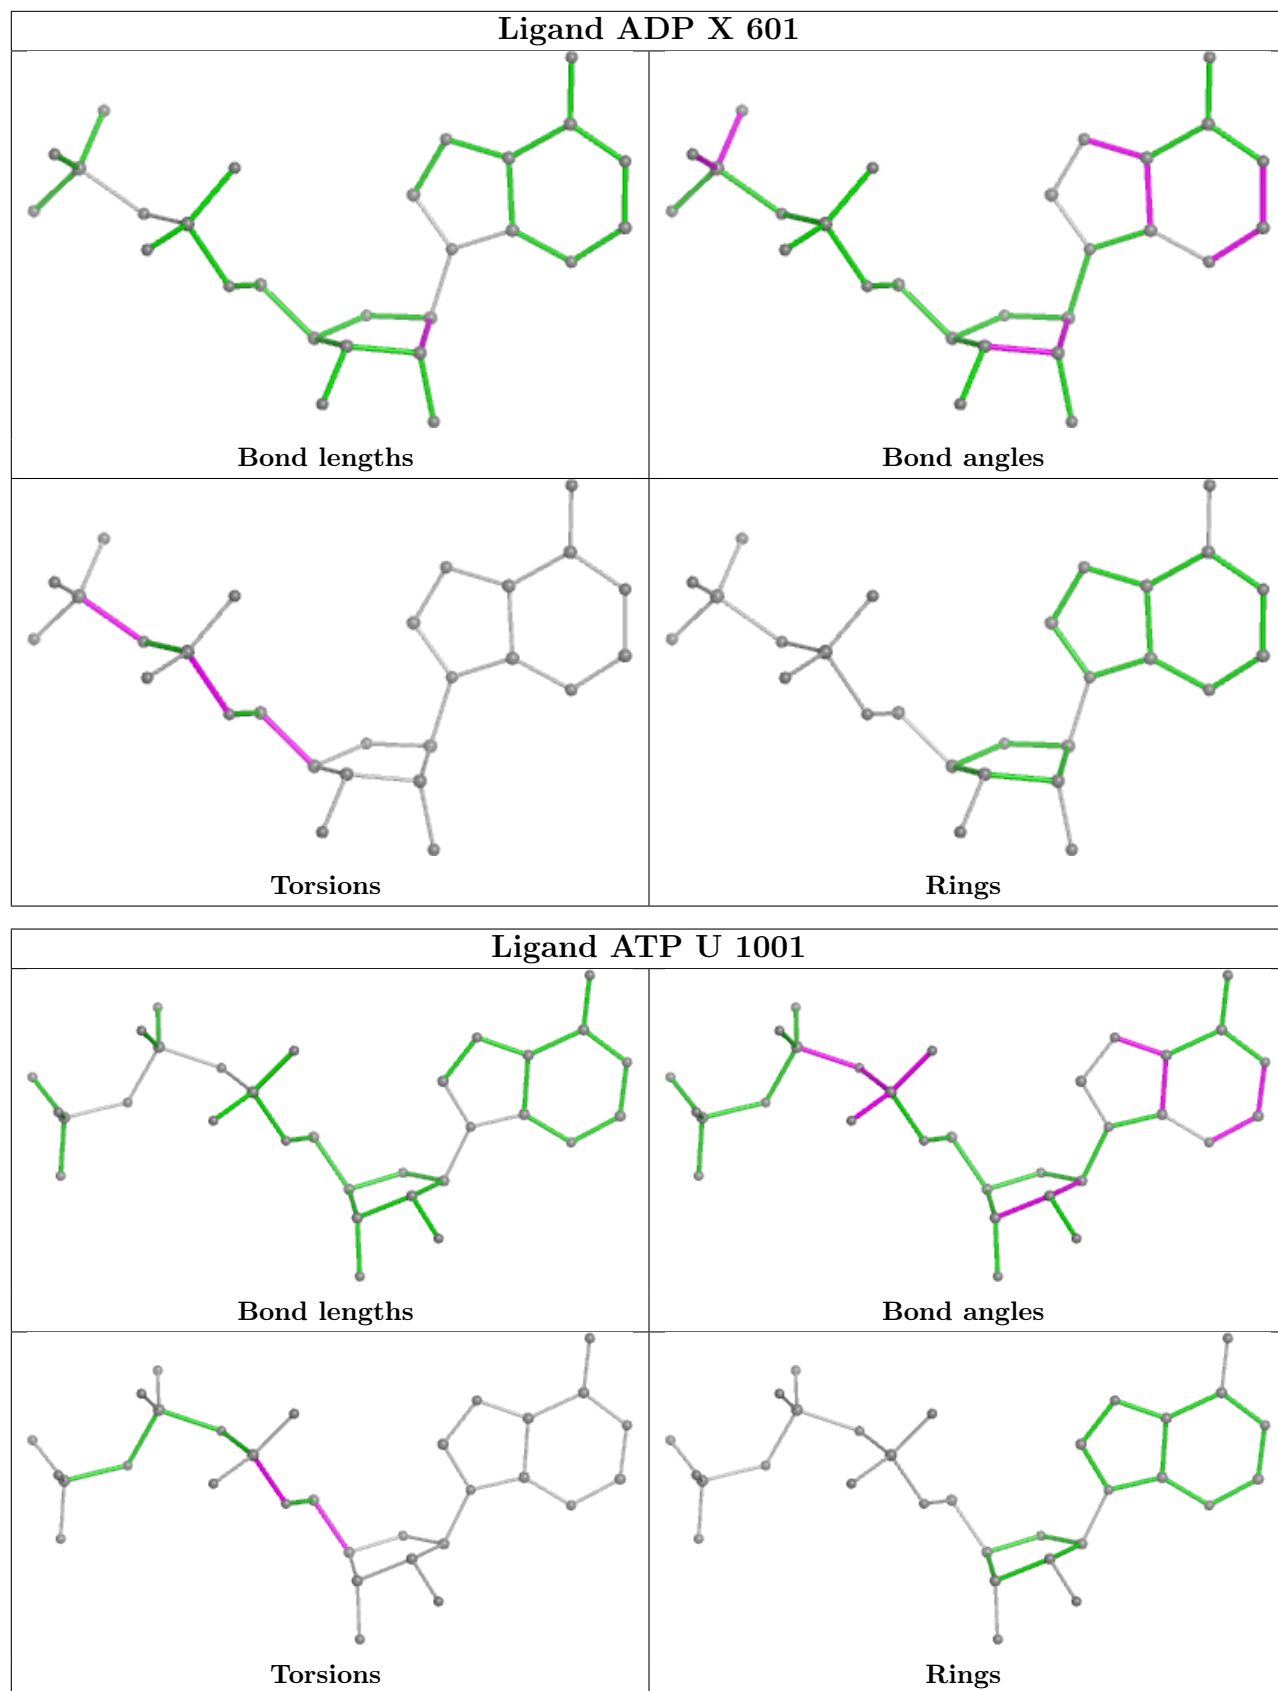 Ligand ADP X 601
Bond lengths
Bond angles
Torsions
Rings
Ligand ATP U 1001
Bond lengths
Bond angles
Torsions
Rings